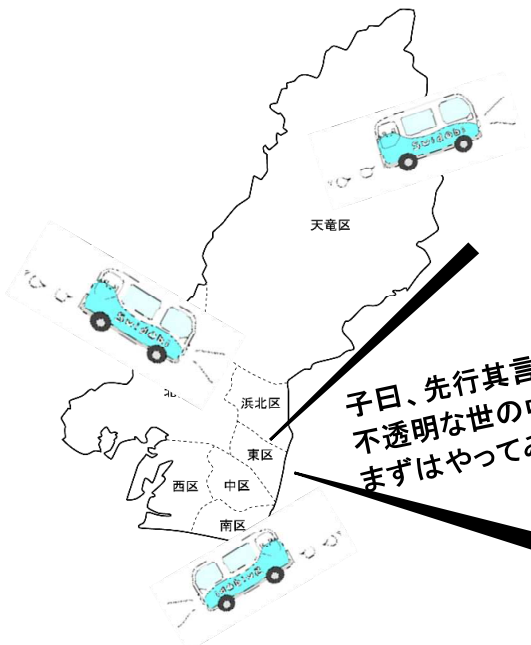 天竜区
浜北区
東区
西区
中区
南区
子曰、先行其言
不透明な世の
まずはやってみ